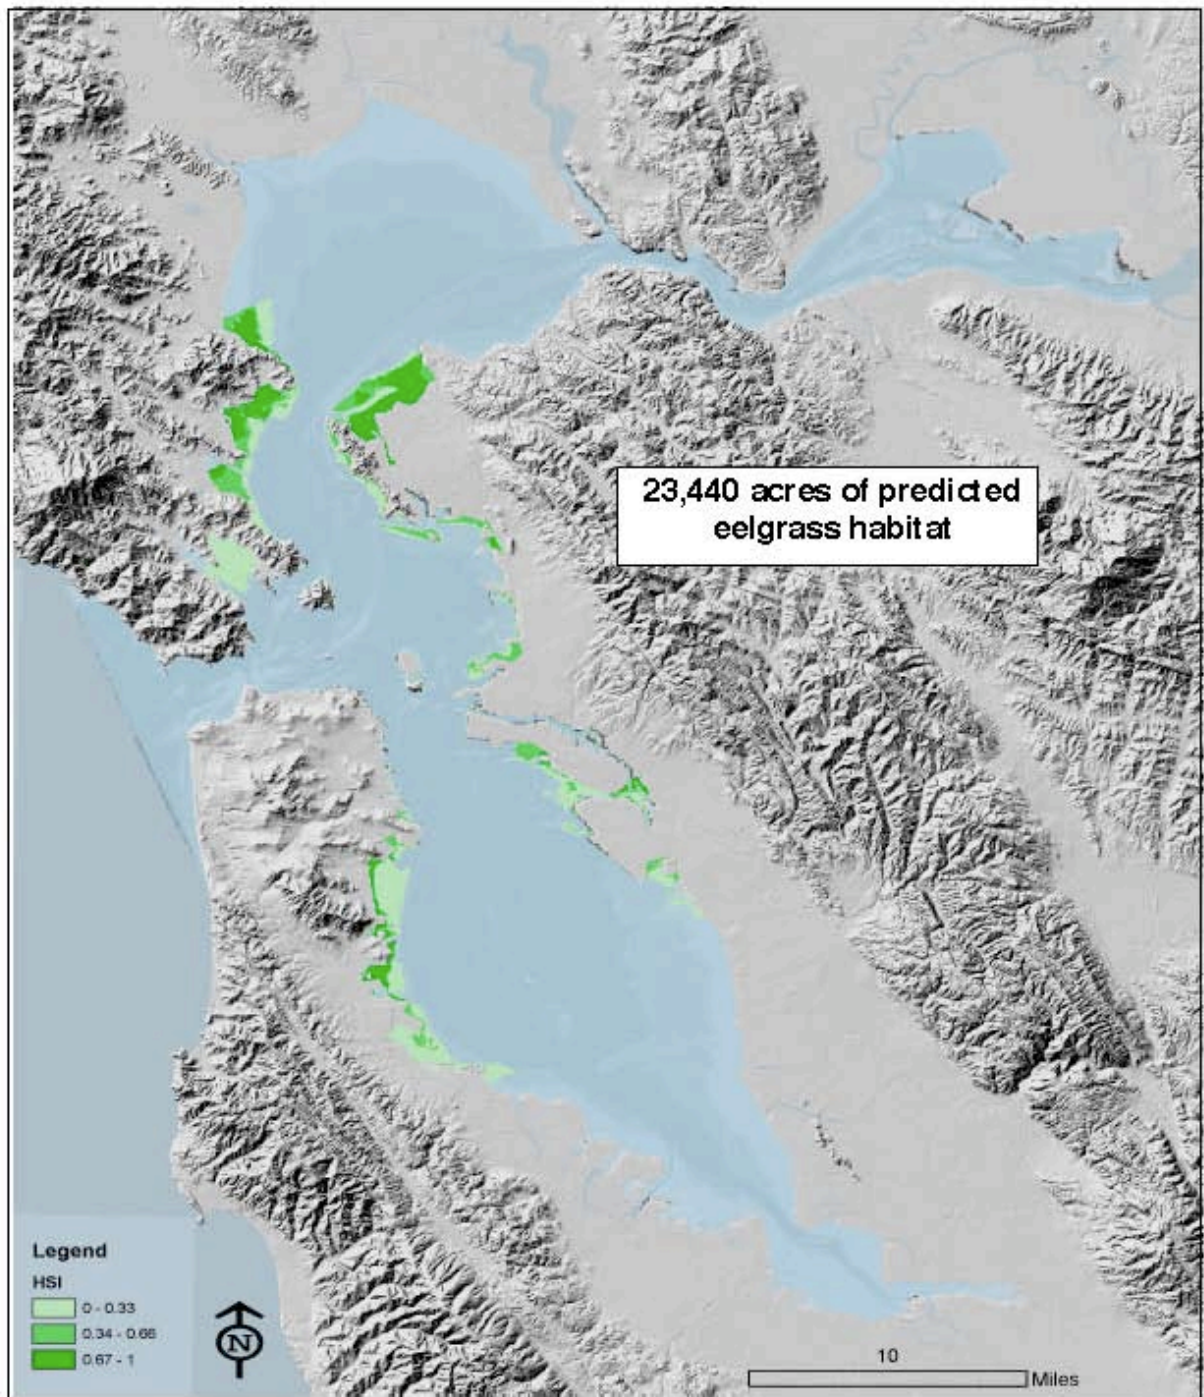 23,440 acres of predicted
eelgrass habitat
Legend
HSI
0 - 0.33
0.34 - 0.66
0.67 - 1
N
10
Miles